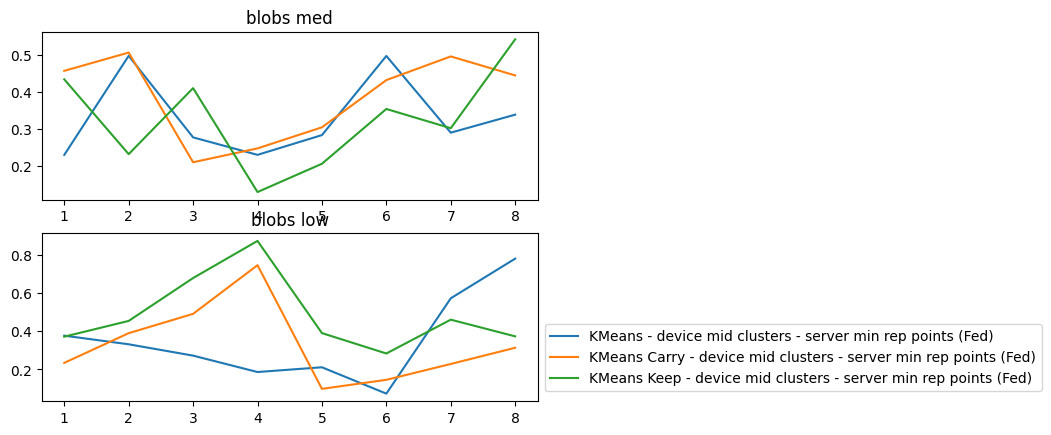 blobs med
0.5
0.4
0.3
0.2
1 2 3 4 5 6 7 8
blobs low
0.8
0.6
0.4
0.2
1 2 3 4 5 6 7 8
KMeans - device mid clusters - server min rep points (Fed)
KMeans Carry - device mid clusters - server min rep points (Fed)
KMeans Keep - device mid clusters - server min rep points (Fed)